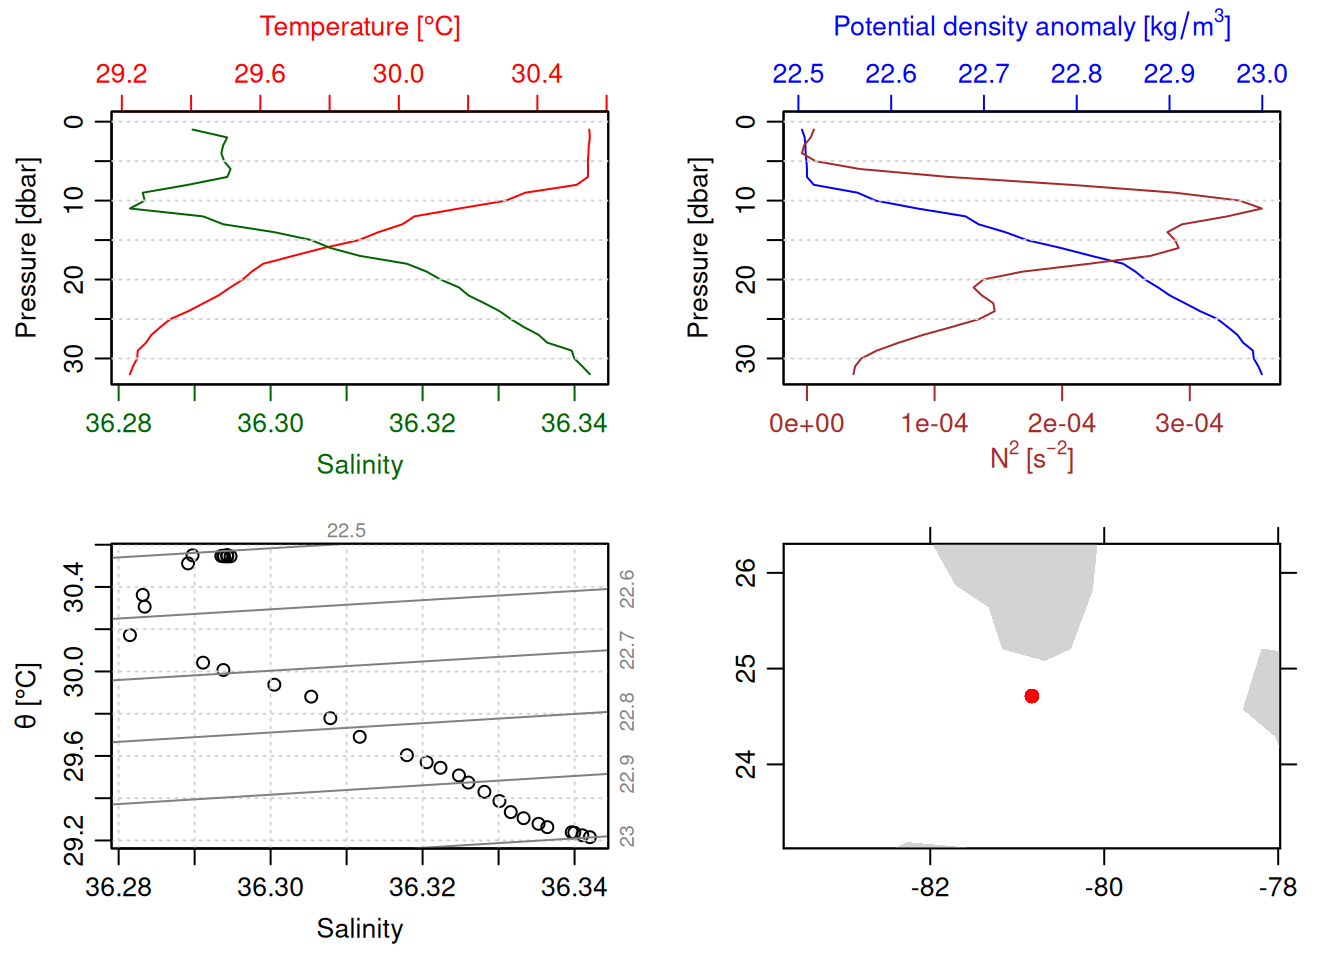 Temperature [°C]
29.2 29.6 30.0 30.4
Pressure [dbar]
0
10
20
30
36.28 36.30 36.32 36.34
Salinity
Potential density anomaly [kg/m³]
22.5 22.6 22.7 22.8 22.9 23.0
Pressure [dbar]
0
10
20
30
0e+00 1e-04 2e-04 3e-04
N² [s⁻²]
22.5
θ [°C]
30.4
30.0
29.6
29.2
22.6
22.7
22.8
22.9
23
36.28 36.30 36.32 36.34
Salinity
26
25
24
-82 -80 -78